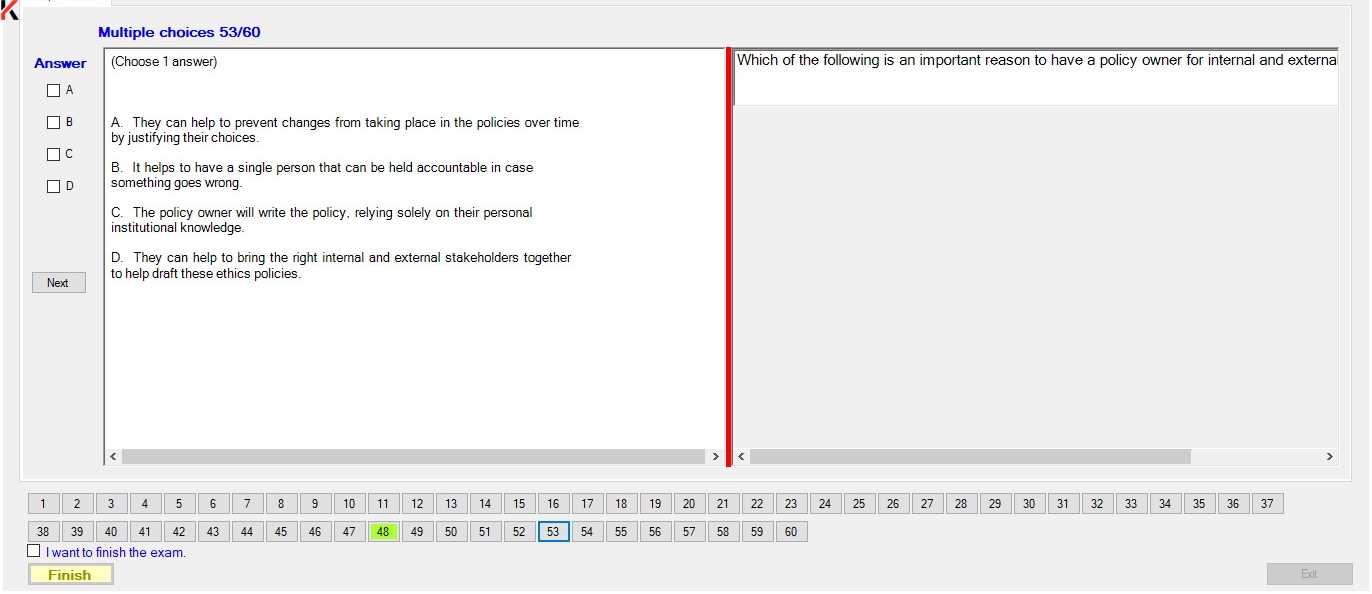 Multiple choices 53/60
Answer
A
B
C
D
Next
(Choose 1 answer)
A. They can help to prevent changes from taking place in the policies over time
by justifying their choices.
B. It helps to have a single person that can be held accountable in case
something goes wrong.
C. The policy owner will write the policy, relying solely on their personal
institutional knowledge.
D. They can help to bring the right internal and external stakeholders together
to help draft these ethics policies.
Which of the following is an important reason to have a policy owner for internal and externa
1 2 3 4 5 6 7 8 9 10 11 12 13 14 15 16 17 18 19 20 21 22 23 24 25 26 27 28 29 30 31 32 33 34 35 36 37
38 39 40 41 42 43 44 45 46 47 48 49 50 51 52 53 54 55 56 57 58 59 60
I want to finish the exam.
Finish
Exit